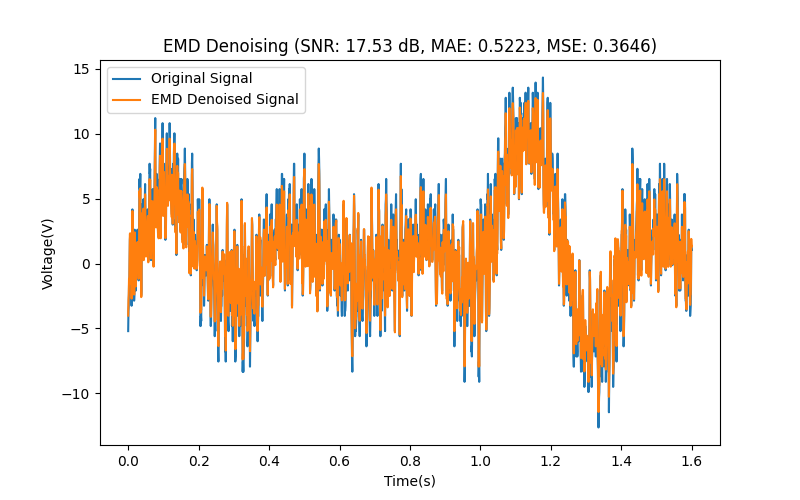 EMD Denoising (SNR: 17.53 dB, MAE: 0.5223, MSE: 0.3646)
Original Signal
EMD Denoised Signal
15
10
5
0
−5
−10
Voltage(V)
0.0 0.2 0.4 0.6 0.8 1.0 1.2 1.4 1.6
Time(s)